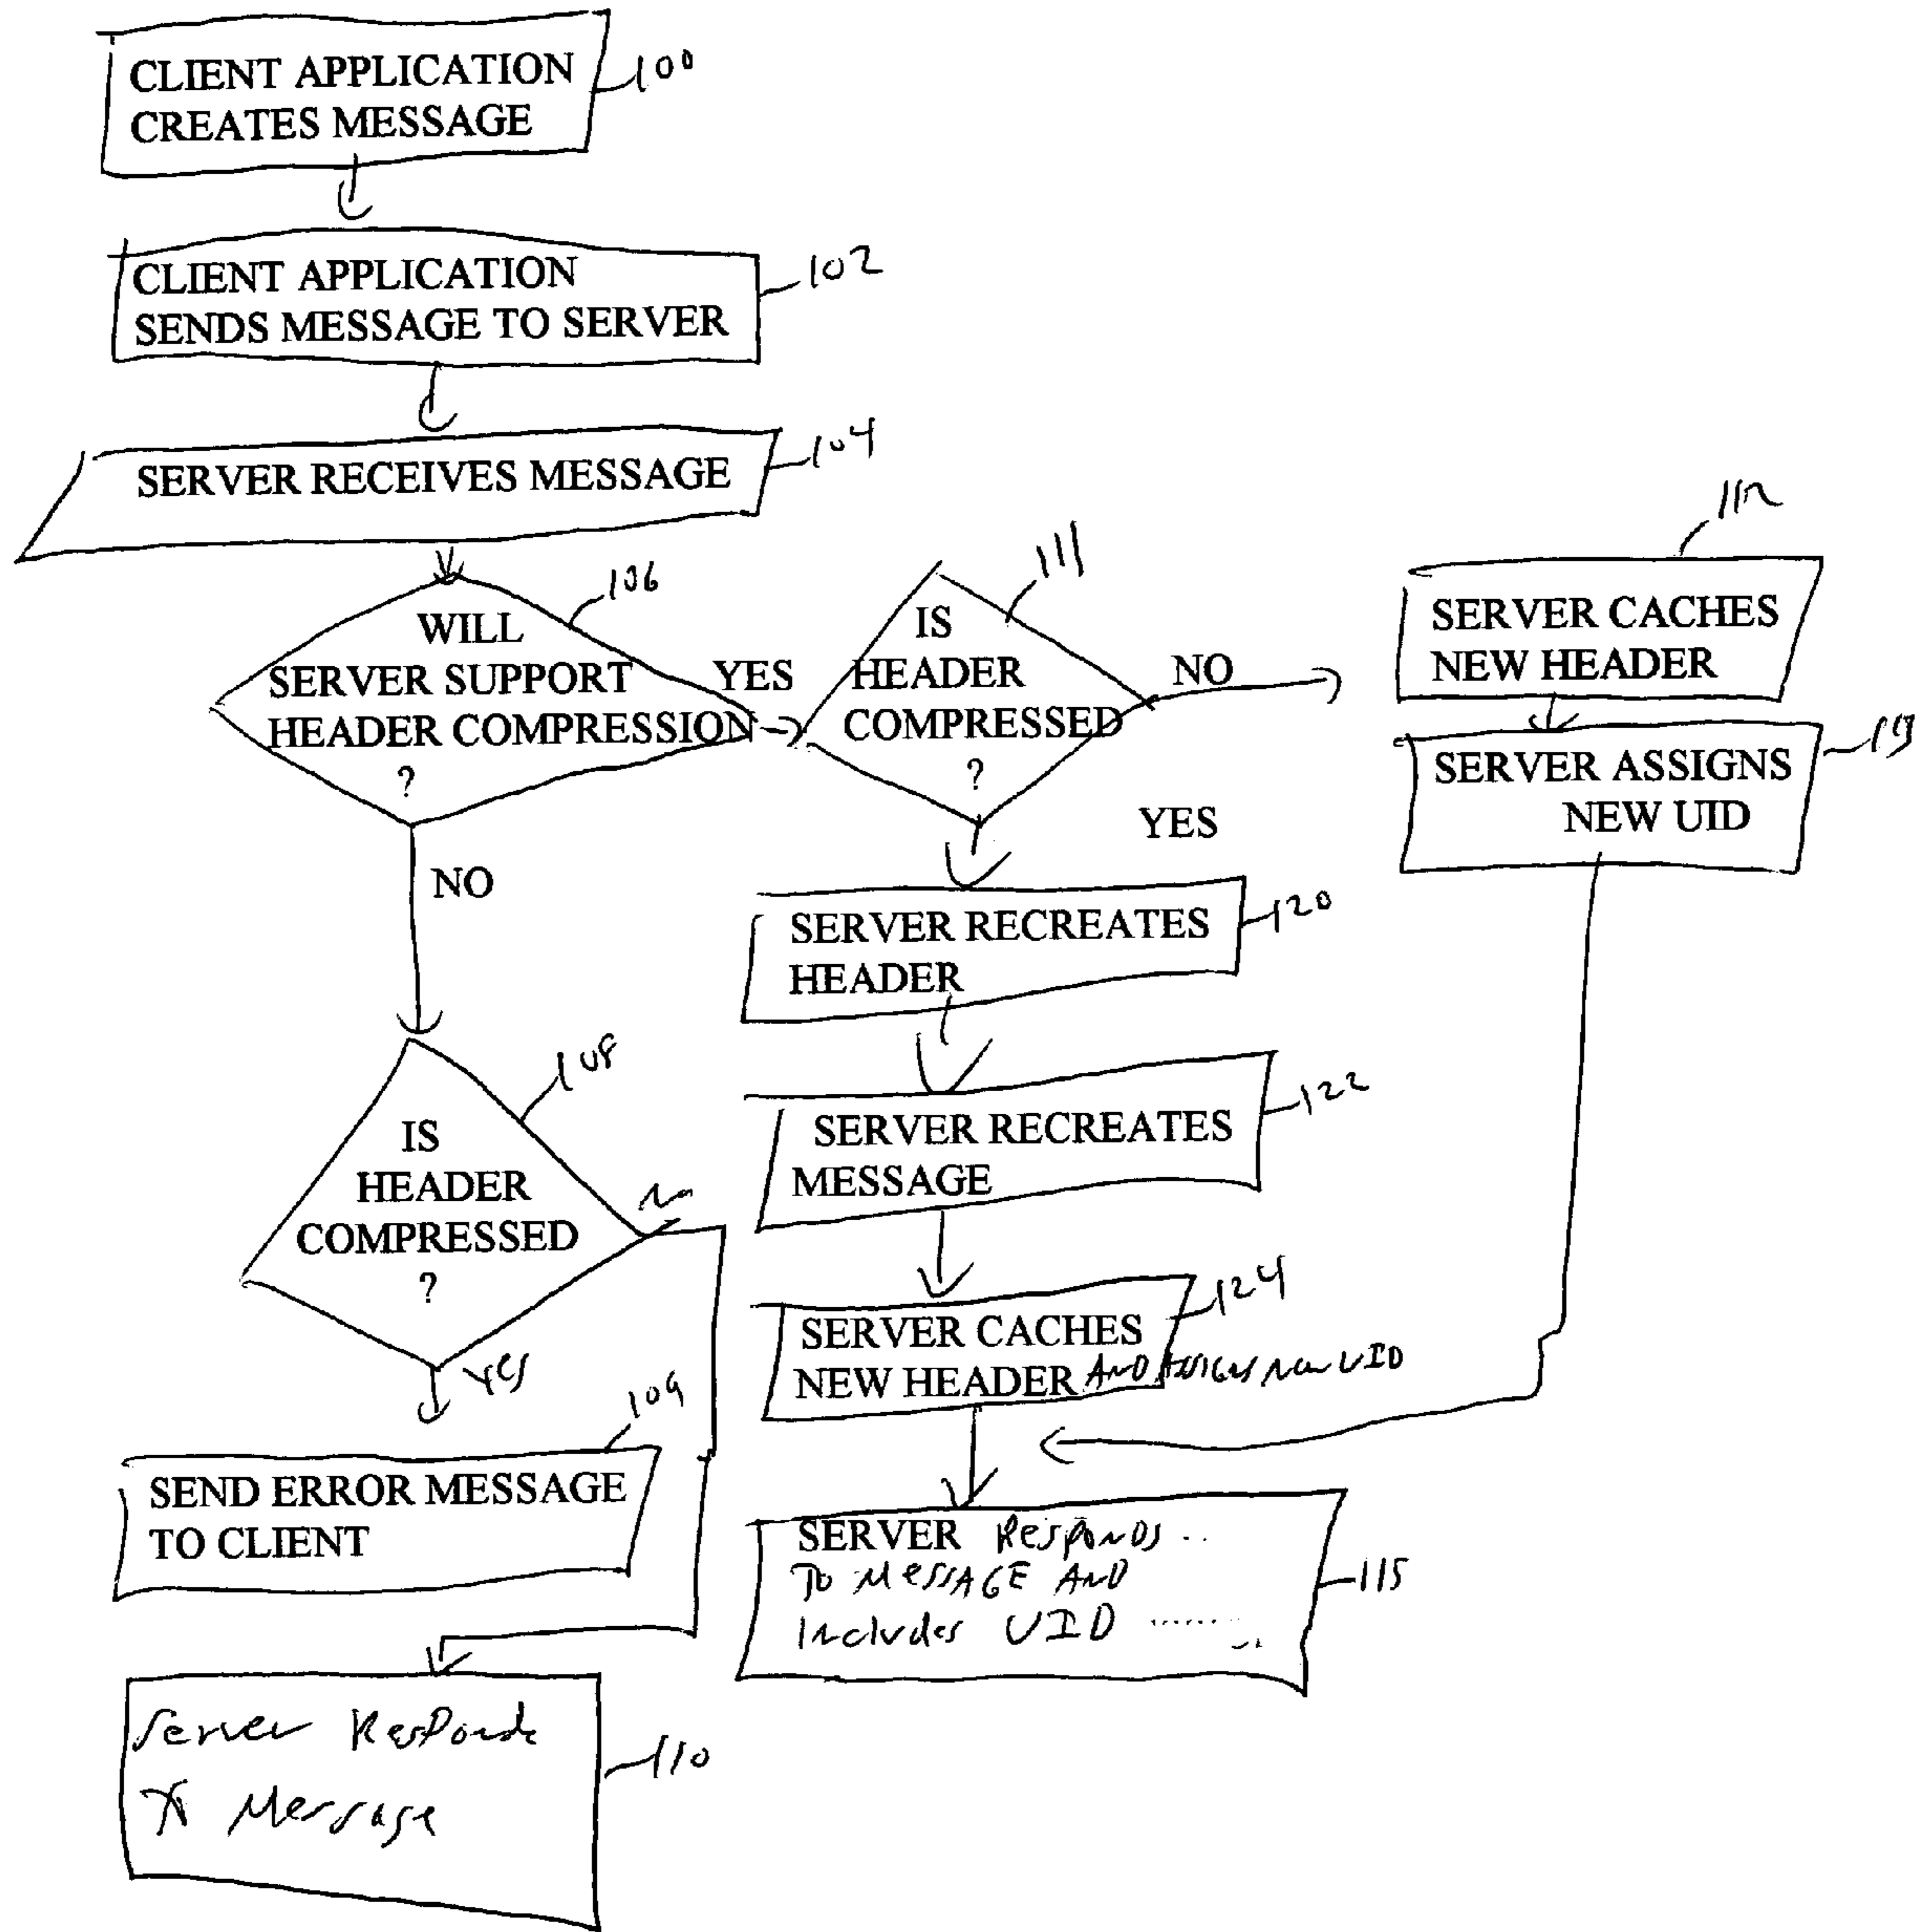 CLIENT APPLICATION
CREATES MESSAGE
100
CLIENT APPLICATION
SENDS MESSAGE TO SERVER
102
SERVER RECEIVES MESSAGE
104
WILL
SERVER SUPPORT
HEADER COMPRESSION
?
106
YES
NO
IS
HEADER
COMPRESSED
?
111
NO
YES
SERVER CACHES
NEW HEADER
112
SERVER ASSIGNS
NEW UID
SERVER RECREATES
HEADER
120
SERVER RECREATES
MESSAGE
122
SERVER CACHES
NEW HEADER AND Assigns New UID
124
IS
HEADER
COMPRESSED
?
108
No
Yes
SEND ERROR MESSAGE
TO CLIENT
109
SERVER Responds ..
To Message AND
Includes UID ......
115
Server Responds
To Message
110